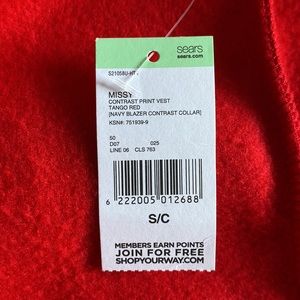 sears
sears.com
S21058U-HT
MISSY
CONTRAST PRINT VEST
TANGO RED
[NAVY BLAZER CONTRAST COLLAR]
KSN#: 751939-9
50
D07 025
LINE 06 CLS 763
6 222005 012688
S/C
MEMBERS EARN POINTS
JOIN FOR FREE
SHOPYOURWAY.COM